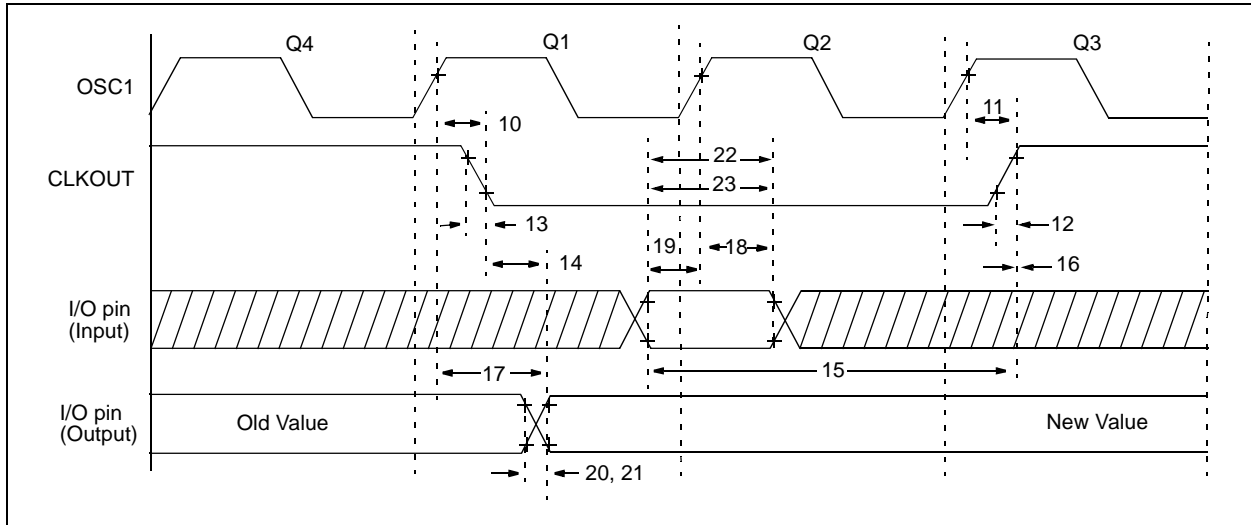 Q4 Q1 Q2 Q3
OSC1
10 11
22
CLKOUT
23
13 12
19 18
14 16
I/O pin
(Input)
17 15
I/O pin
(Output)
Old Value New Value
20, 21